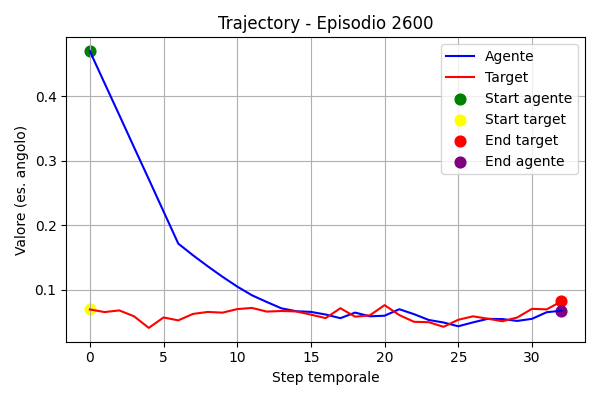 Trajectory - Episodio 2600
Valore (es. angolo)
0.4
0.3
0.2
0.1
Agente
Target
Start agente
Start target
End target
End agente
0 5 10 15 20 25 30
Step temporale